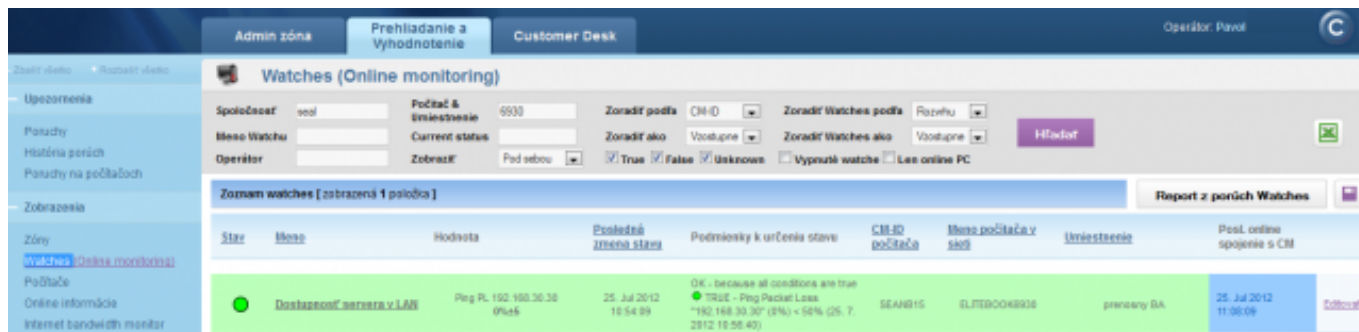 Admin zóna
Prehliadanie a
Vyhodnotenie
Customer Desk
Operátor: Pavol
Zbaliť všetko
Rozbaliť všetko
Watches (Online monitoring)
Upozornenia
Poruchy
História porúch
Poruchy na počítačoch
Zobrazenia
Zóny
Watches (Online monitoring)
Počítače
Online informácie
Internet bandwidth monitor
Spoločnosť
seal
Počítač &
Umiestnenie
6930
Zoradiť podľa
CM-ID
Zoradiť Watches podľa
Rozvrhu
Meno Watchu
Current status
Zoradiť ako
Vzostupne
Zoradiť Watches ako
Vzostupne
Hľadať
Operátor
Zobraziť
Pod sebou
True
False
Unknown
Vypnuté watche
Len online PC
Zoznam watches [ zobrazená 1 položka ]
Report z porúch Watches
Stav
Meno
Hodnota
Posledná
zmena stavu
Podmienky k určeniu stavu
CM-ID
počítača
Meno počítača v
sieti
Umiestnenie
Posl. online
spojenie s CM
Dostupnosť servera v LAN
Ping PL 192.168.30.30
0%±5
25. Jul 2012
10:54:09
OK - because all conditions are true
TRUE - Ping Packet Loss
"192.168.30.30" (0%) < 50% (25. 7.
2012 10:56:40)
SEANB15
ELITEBOOK6930
prenosny BA
25. Jul 2012
11:08:09
Editovať